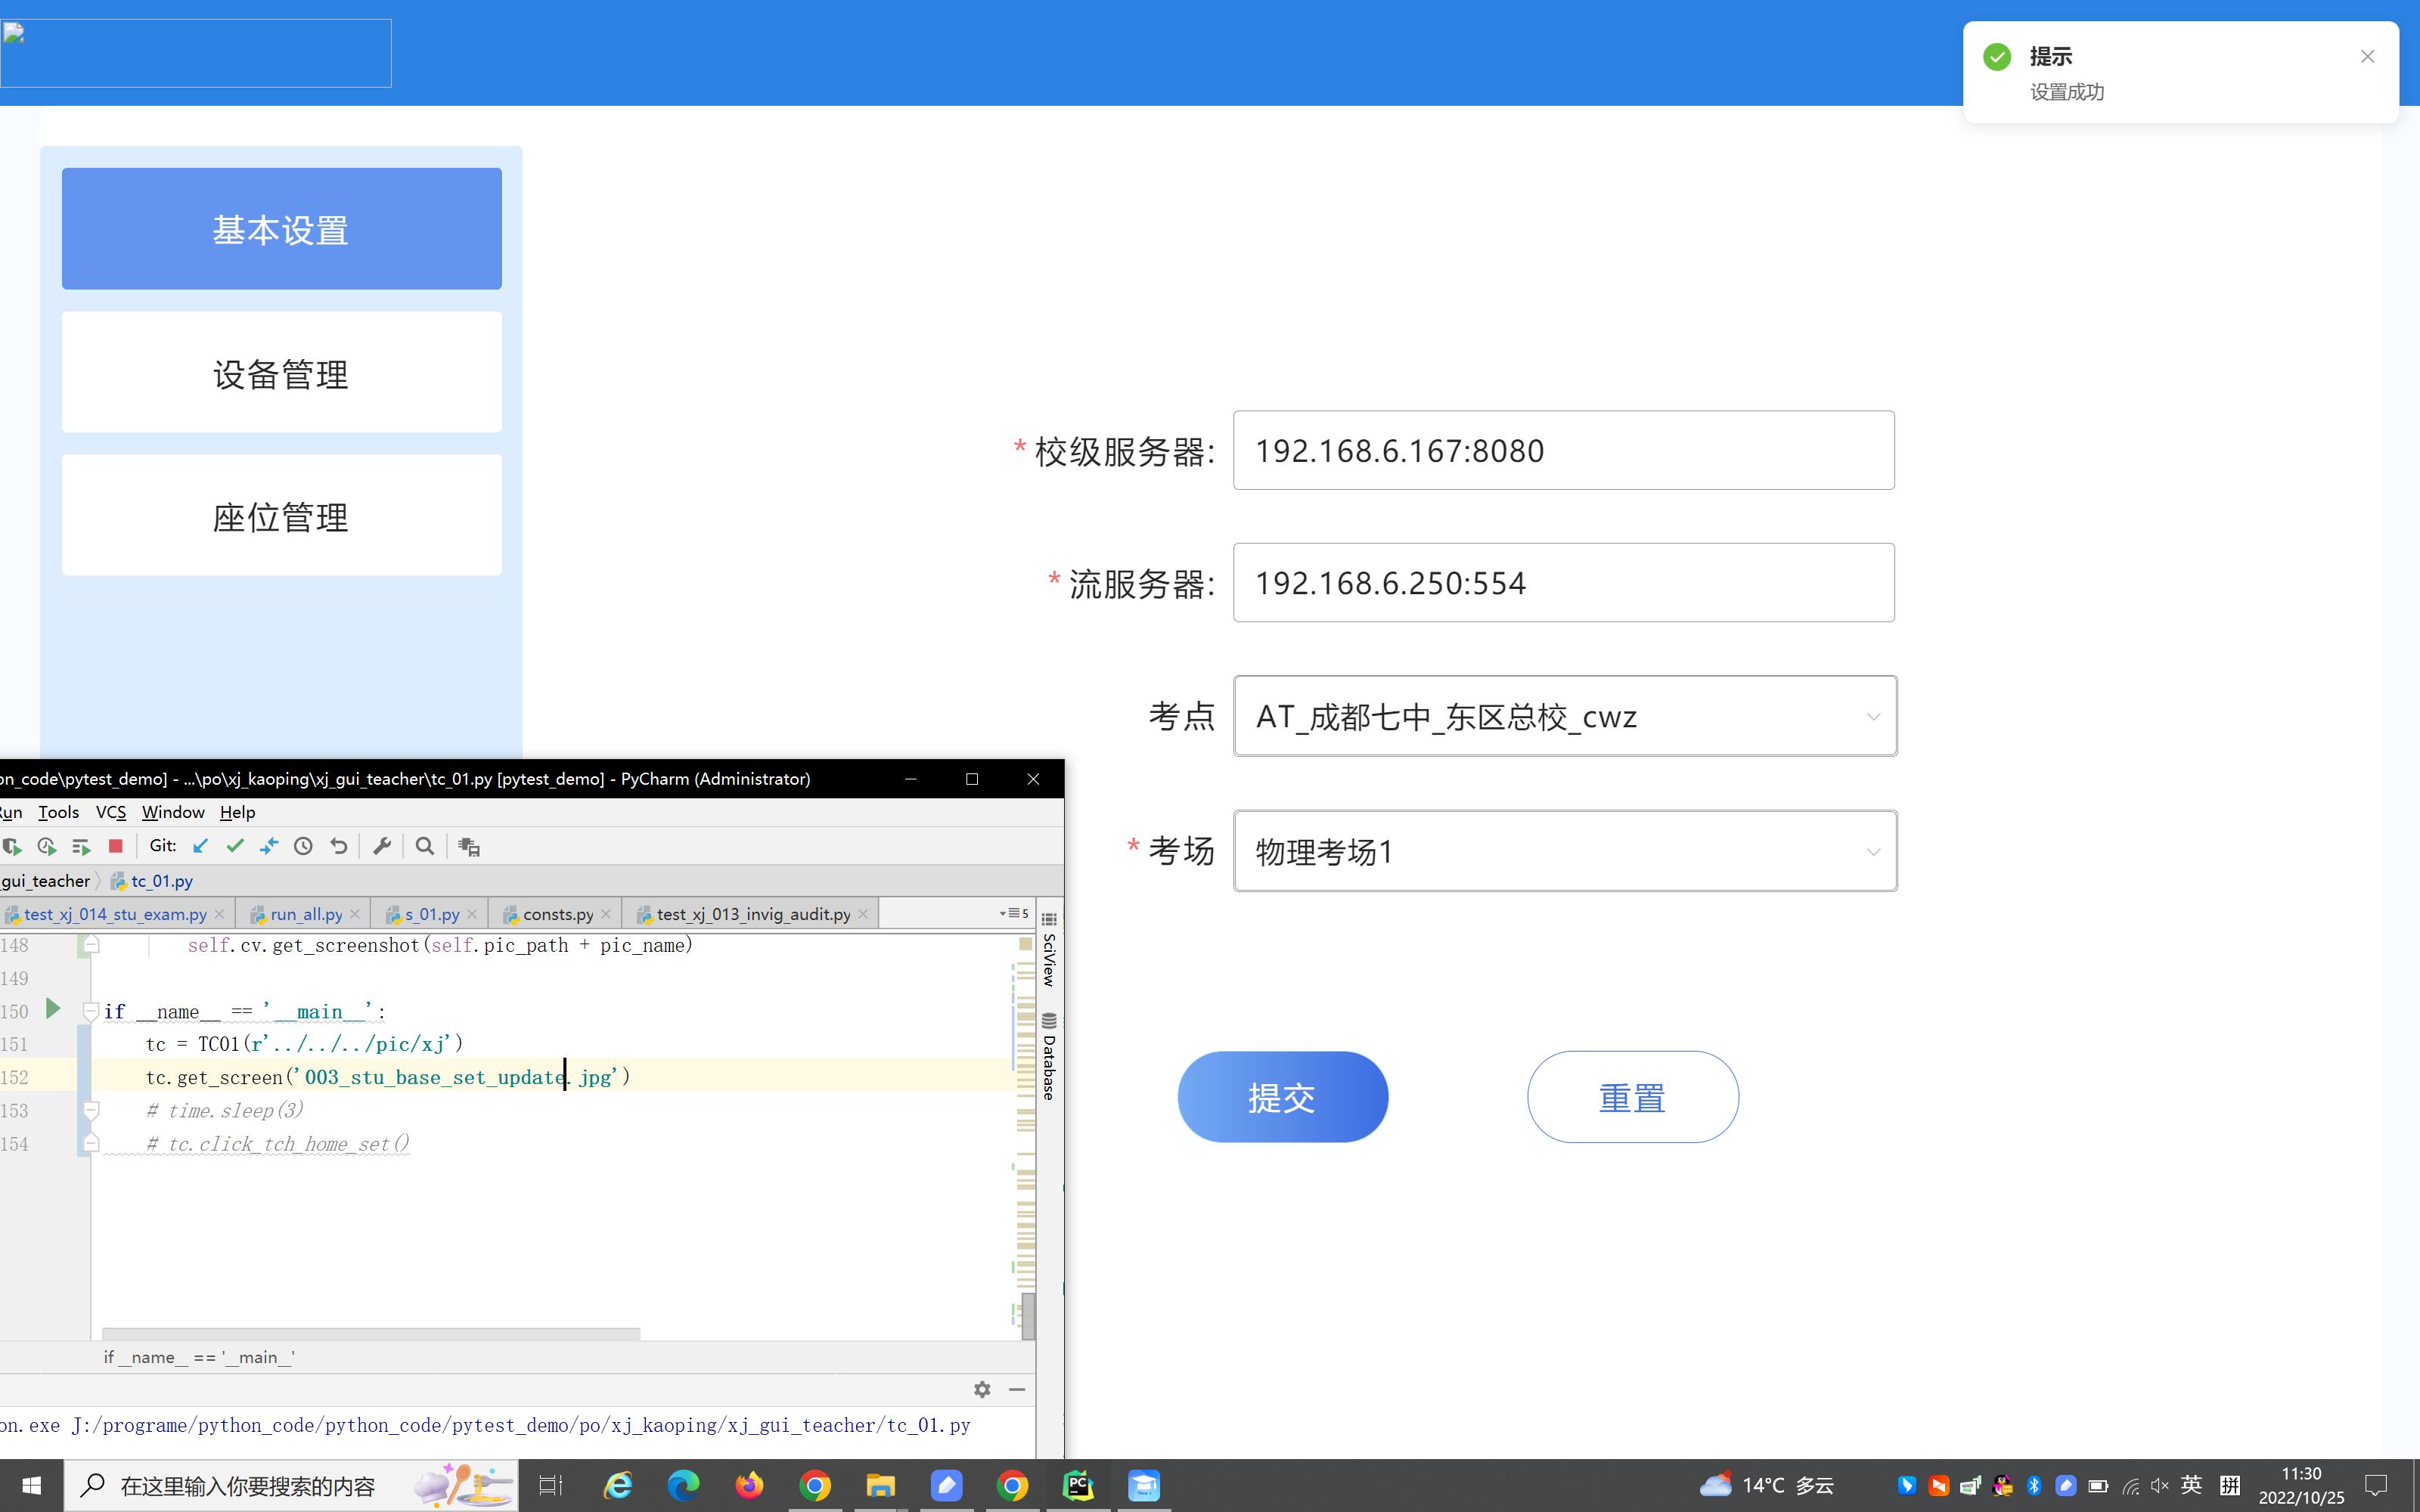 提示
设置成功
基本设置
设备管理
座位管理
* 校级服务器:
192.168.6.167:8080
* 流服务器:
192.168.6.250:554
考点
AT_成都七中_东区总校_cwz
* 考场
物理考场1
提交
重置
on_code\pytest_demo] - ...\po\xj_kaoping\xj_gui_teacher\tc_01.py [pytest_demo] - PyCharm (Administrator)
Run Tools VCS Window Help
Git:
gui_teacher tc_01.py
test_xj_014_stu_exam.py run_all.py s_01.py consts.py test_xj_013_invig_audit.py 5
148 self.cv.get_screenshot(self.pic_path + pic_name)
149
150 if __name__ == '__main__':
151 tc = TC01(r'../../../pic/xj')
152 tc.get_screen('003_stu_base_set_update.jpg')
153 # time.sleep(3)
154 # tc.click_tch_home_set()
SciView
Database
if __name__ == '__main__'
on.exe J:/programe/python_code/python_code/pytest_demo/po/xj_kaoping/xj_gui_teacher/tc_01.py
在这里输入你要搜索的内容
PC
14°C 多云
英
拼
11:30
2022/10/25